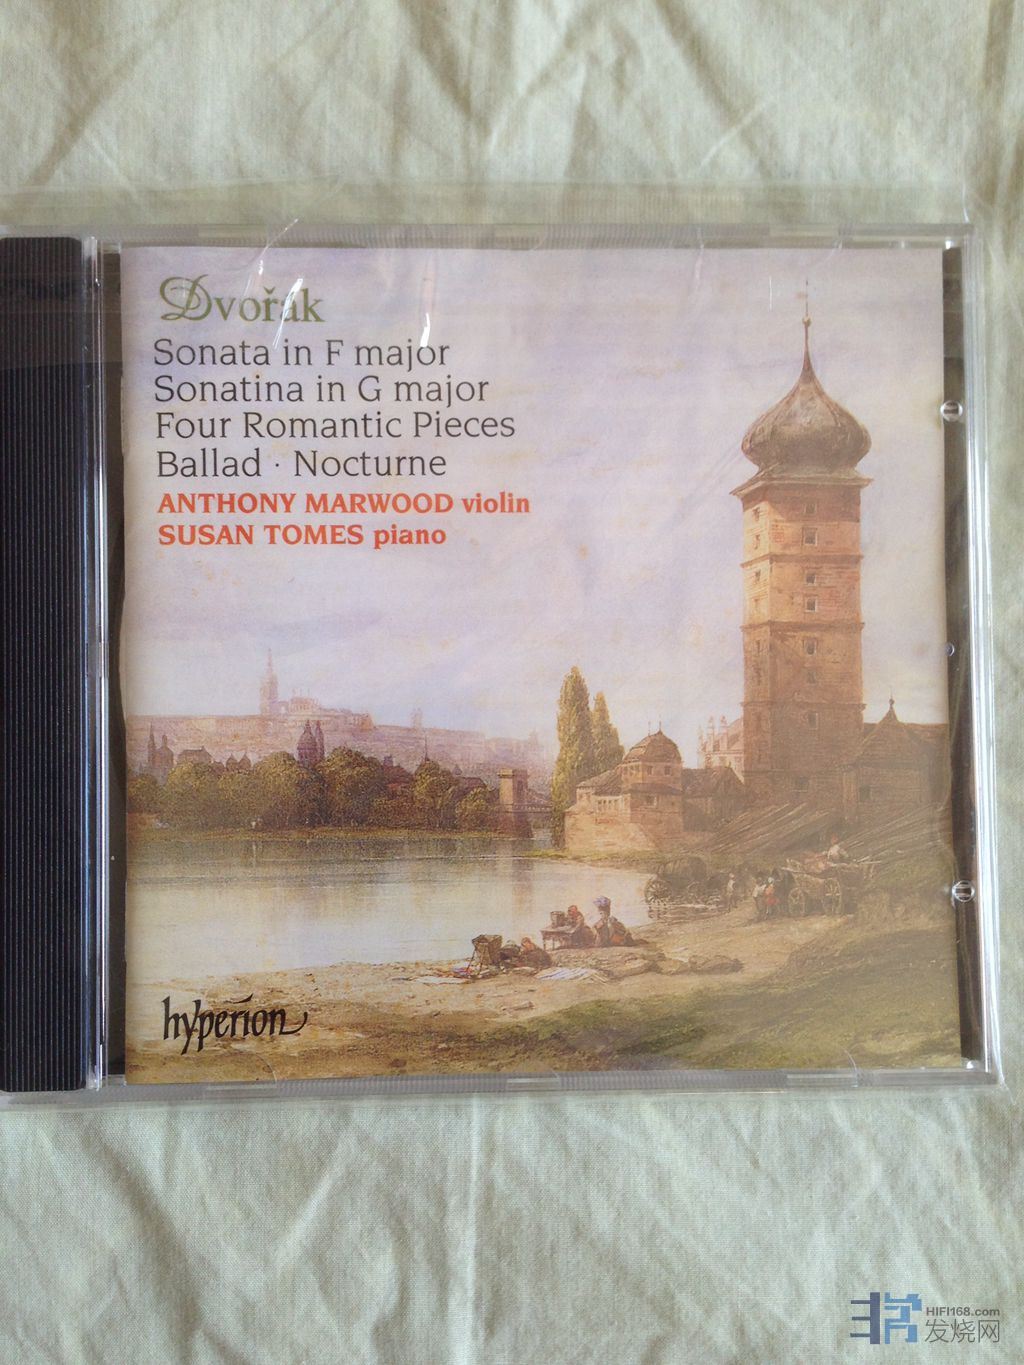 Dvořák
Sonata in F major
Sonatina in G major
Four Romantic Pieces
Ballad · Nocturne
ANTHONY MARWOOD violin
SUSAN TOMES piano
hyperion
HIFI168.com
发烧网